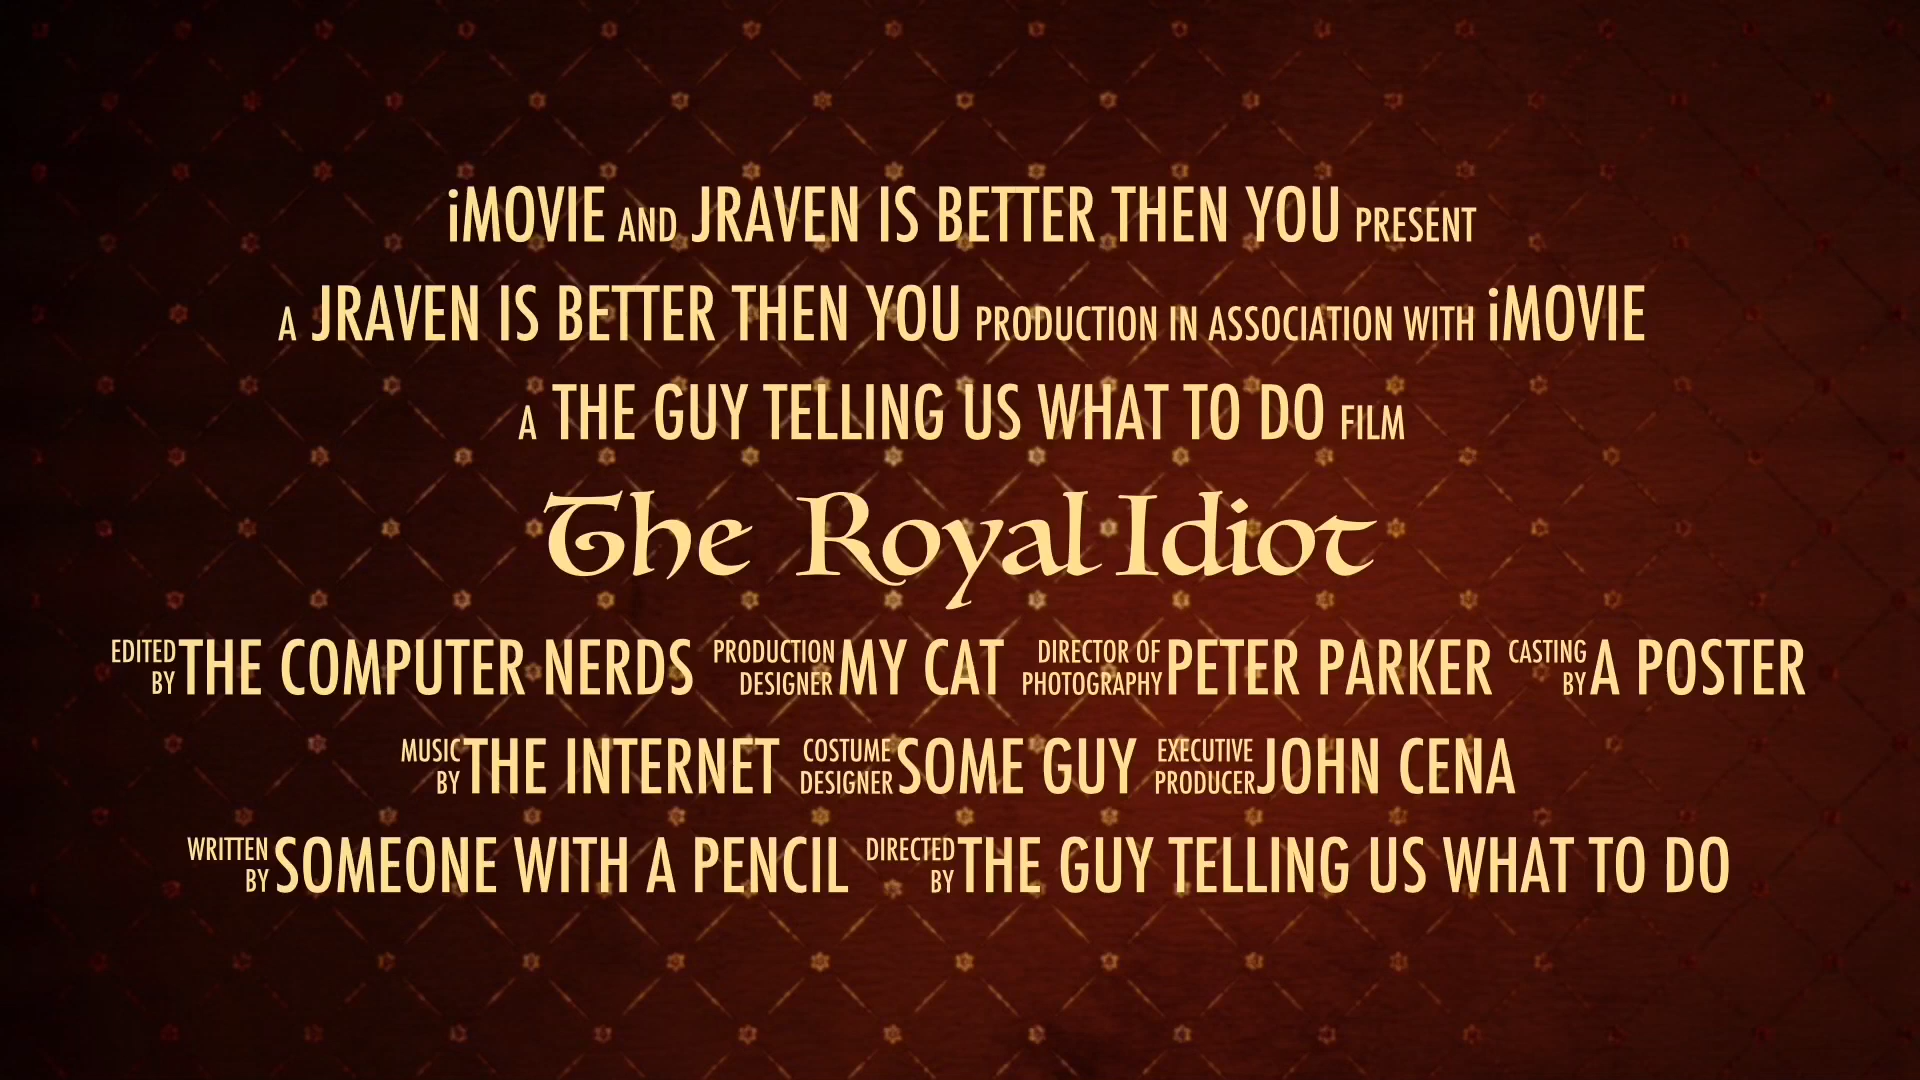 iMOVIE AND JRAVEN IS BETTER THEN YOU PRESENT
A JRAVEN IS BETTER THEN YOU PRODUCTION IN ASSOCIATION WITH iMOVIE
A THE GUY TELLING US WHAT TO DO FILM
The Royal Idiot
EDITED BY THE COMPUTER NERDS PRODUCTION DESIGNER MY CAT DIRECTOR OF PHOTOGRAPHY PETER PARKER CASTING BY A POSTER
MUSIC BY THE INTERNET COSTUME DESIGNER SOME GUY EXECUTIVE PRODUCER JOHN CENA
WRITTEN BY SOMEONE WITH A PENCIL DIRECTED BY THE GUY TELLING US WHAT TO DO